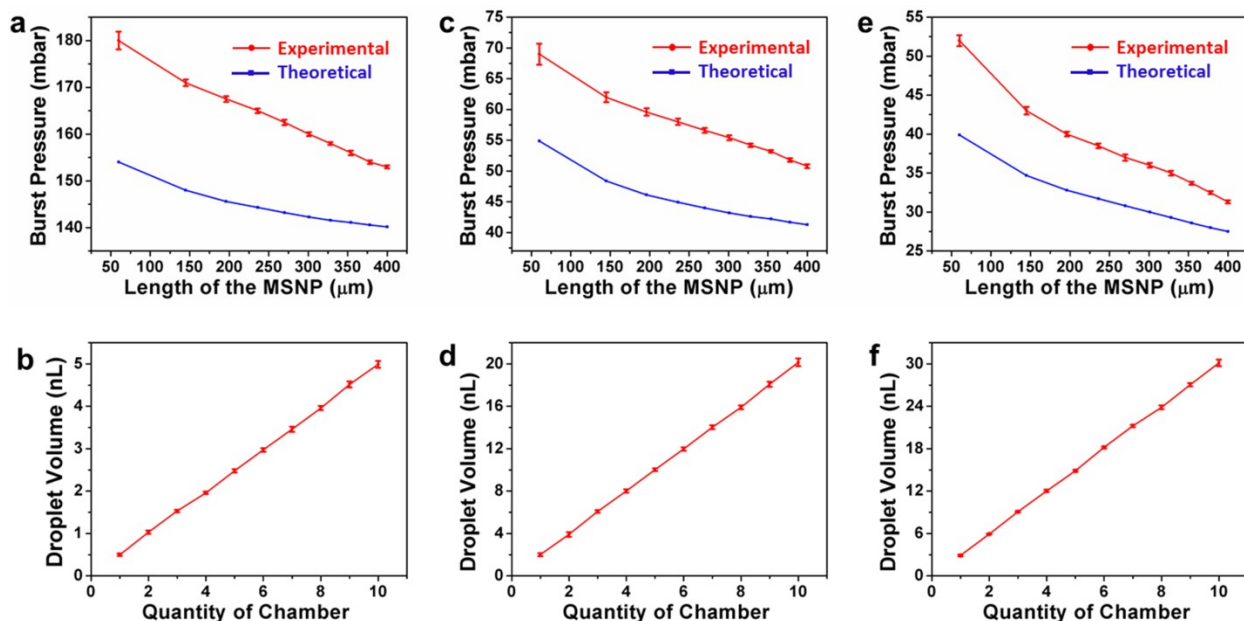 a
Burst Pressure (mbar)
180
170
160
150
140
Experimental
Theoretical
50 100 150 200 250 300 350 400
Length of the MSNP (μm)
c
Burst Pressure (mbar)
75
70
65
60
55
50
45
40
Experimental
Theoretical
50 100 150 200 250 300 350 400
Length of the MSNP (μm)
e
Burst Pressure (mbar)
55
50
45
40
35
30
25
Experimental
Theoretical
50 100 150 200 250 300 350 400
Length of the MSNP (μm)
b
Droplet Volume (nL)
5
4
3
2
1
0
0 2 4 6 8 10
Quantity of Chamber
d
Droplet Volume (nL)
20
16
12
8
4
0
0 2 4 6 8 10
Quantity of Chamber
f
Droplet Volume (nL)
30
24
18
12
6
0
0 2 4 6 8 10
Quantity of Chamber